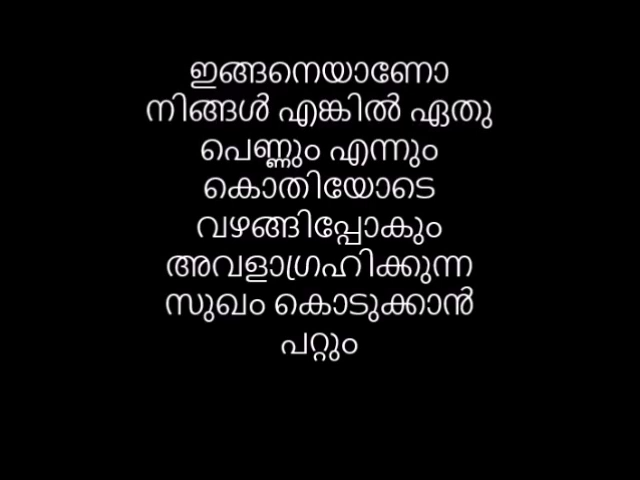 ഇങ്ങനെയാണോ
നിങ്ങൾ എങ്കിൽ ഏതു
പെണ്ണും എന്നും
കൊതിയോടെ
വഴങ്ങിപ്പോകും
അവളാഗ്രഹിക്കുന്ന
സുഖം കൊടുക്കാൻ
പറ്റും